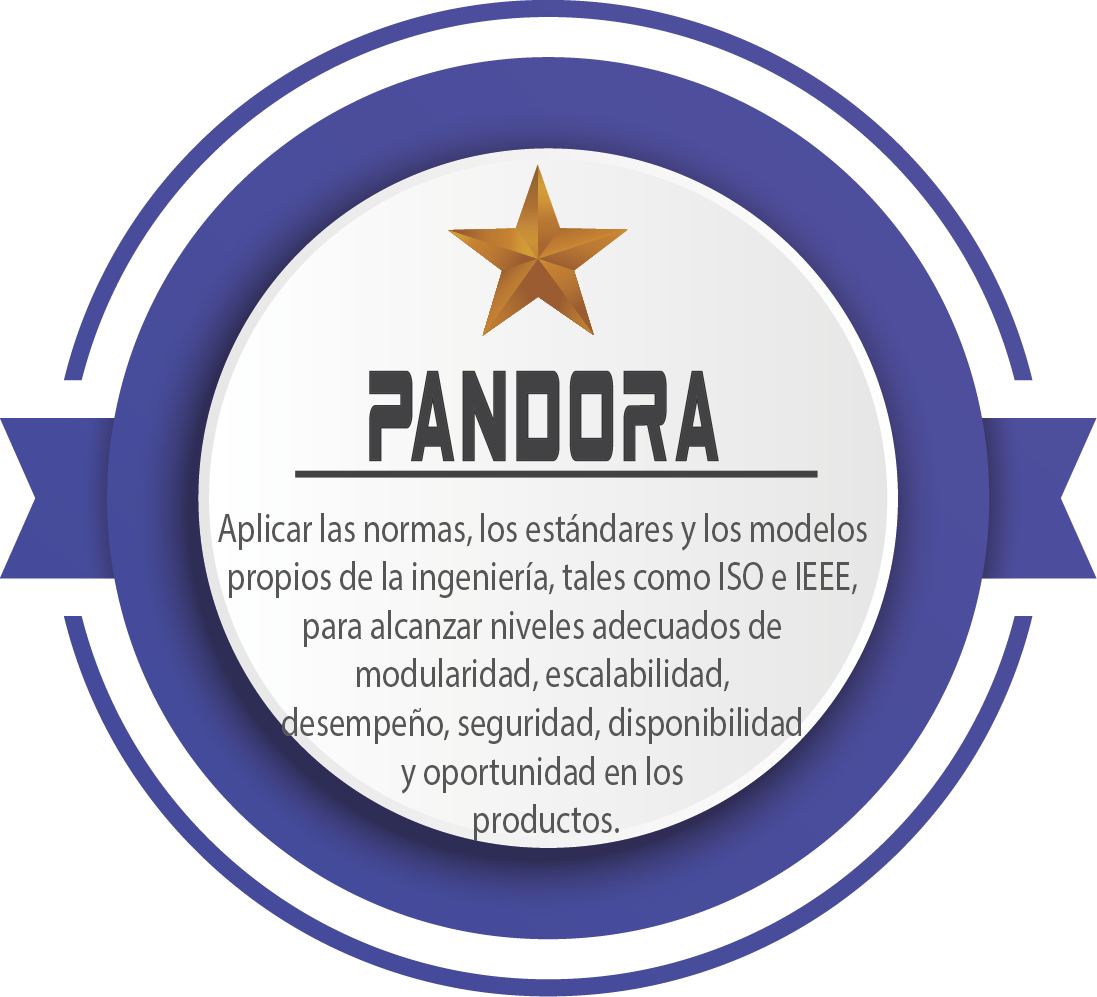 PANDORA
Aplicar las normas, los estándares y los modelos
propios de la ingeniería, tales como ISO e IEEE,
para alcanzar niveles adecuados de
modularidad, escalabilidad,
desempeño, seguridad, disponibilidad
y oportunidad en los
productos.